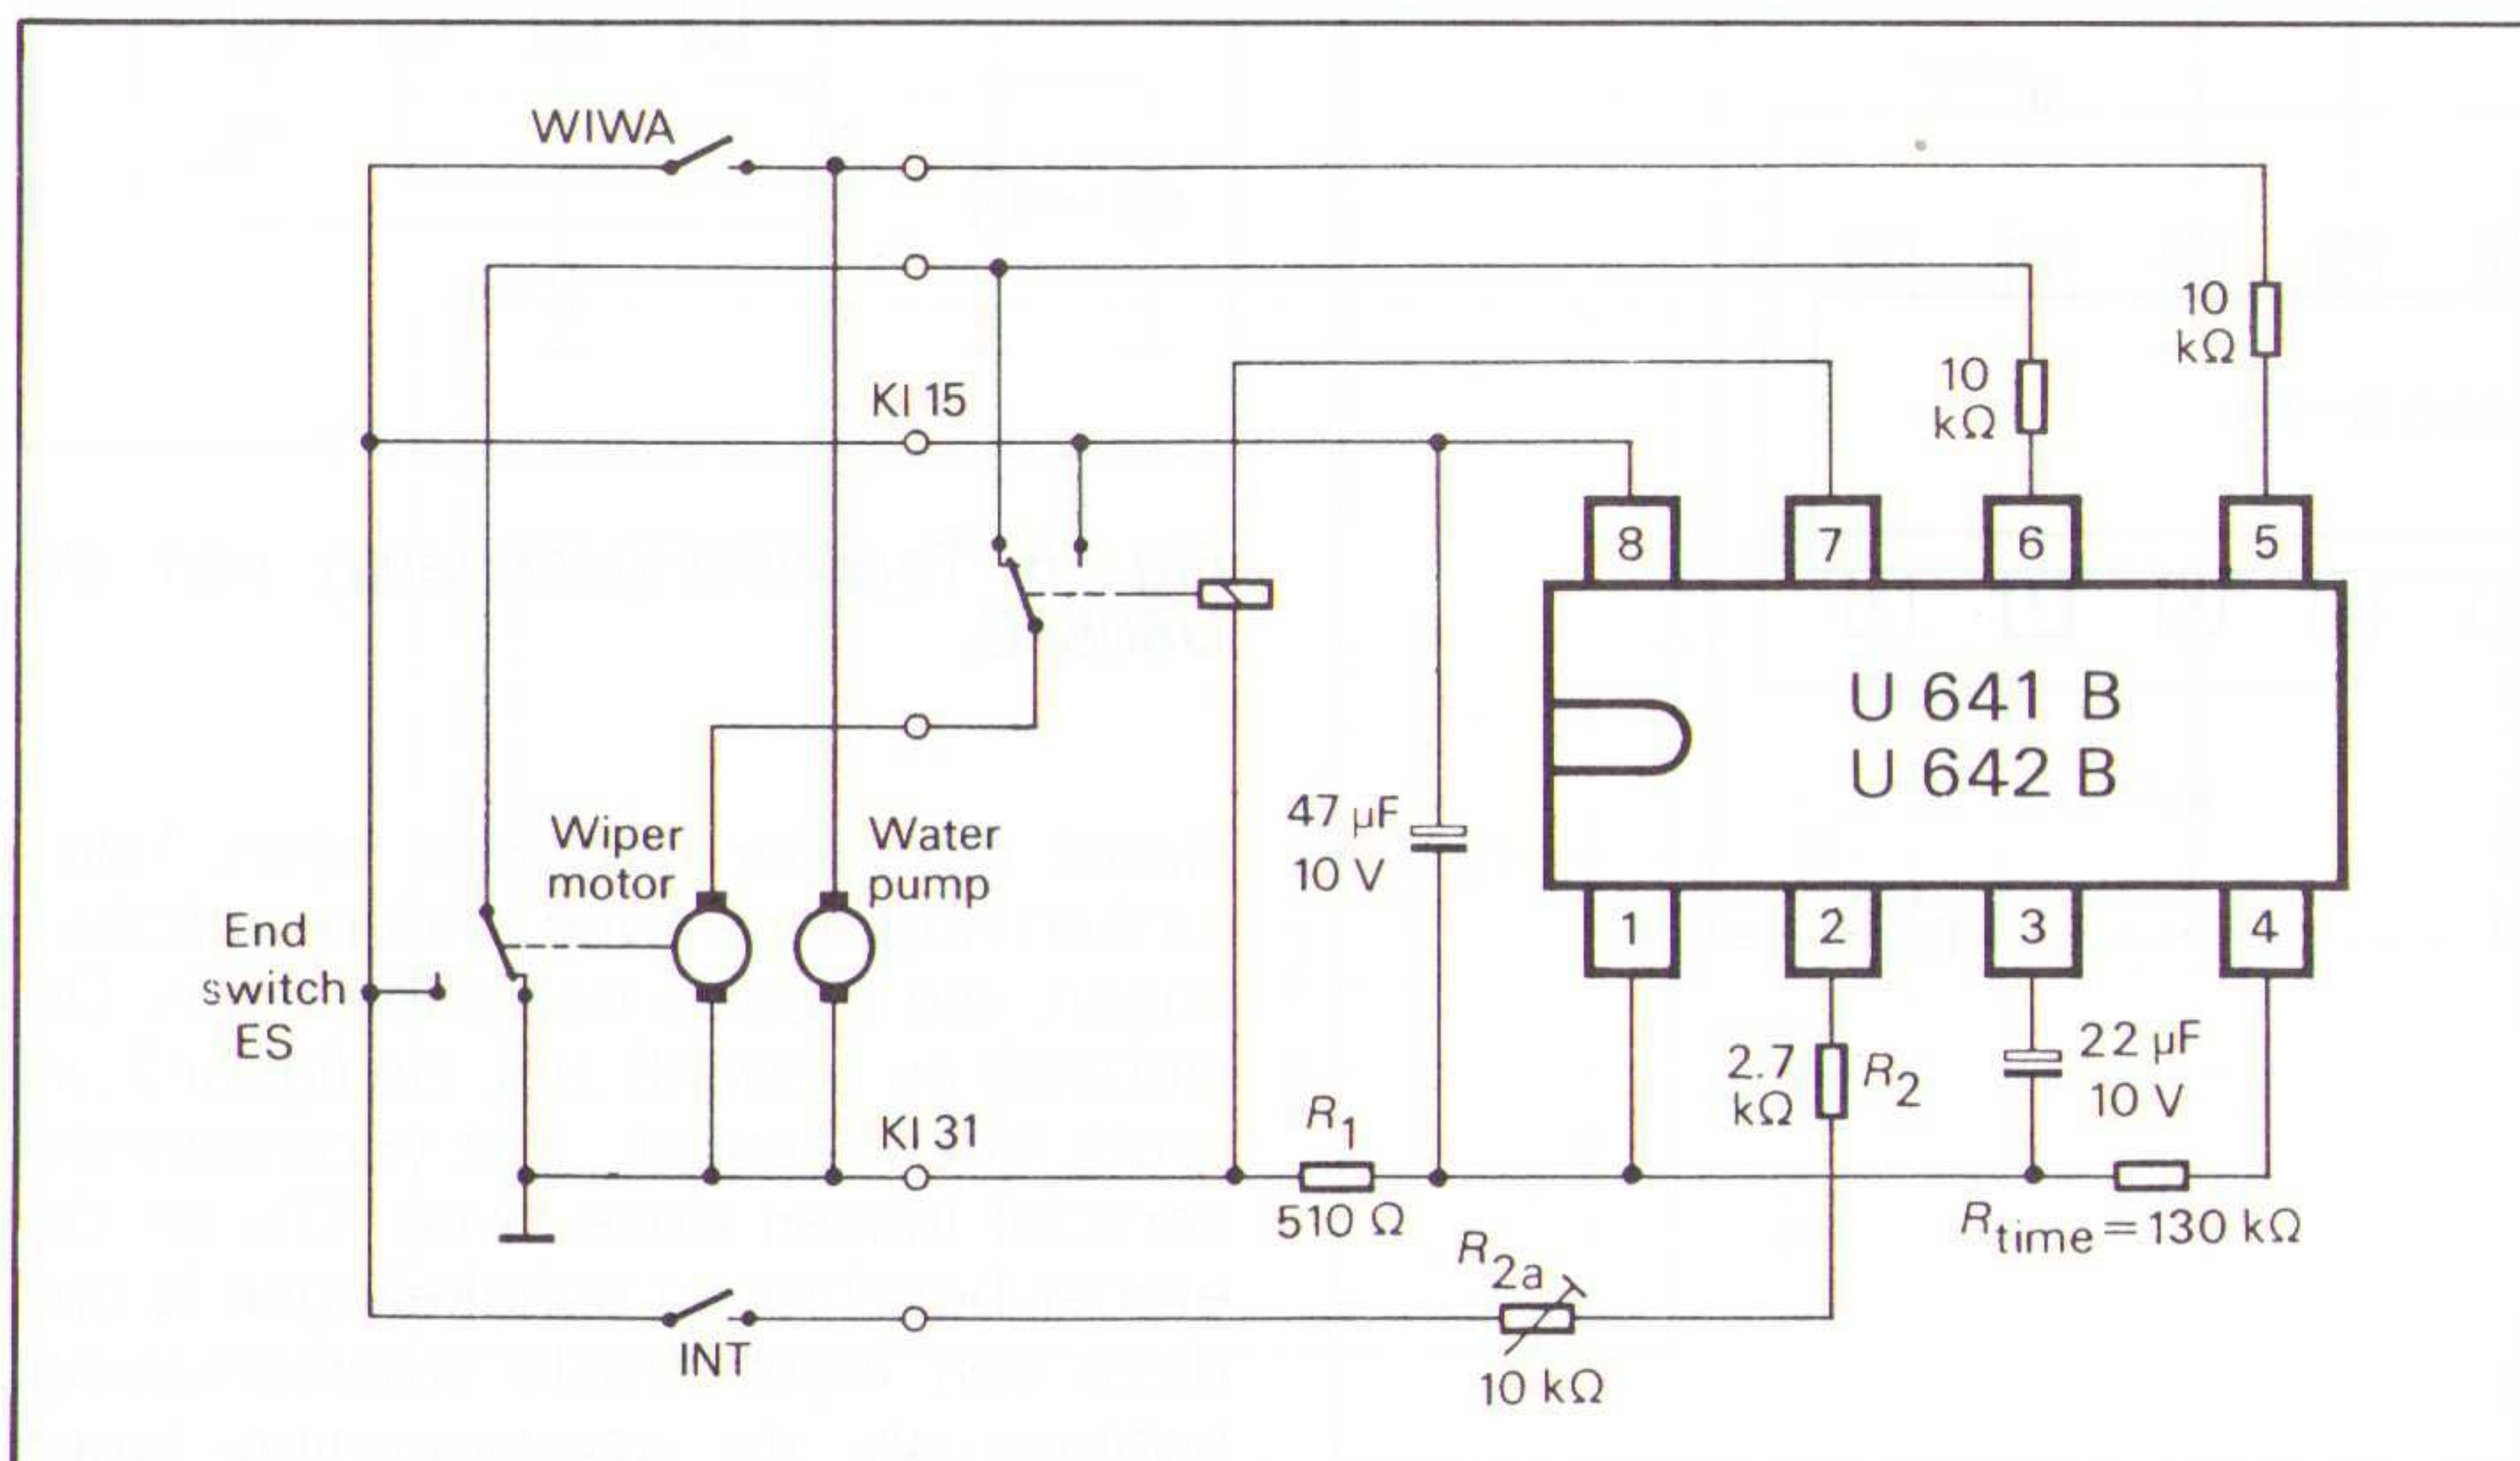 WIWA
10
kΩ
10
kΩ
KI 15
8
7
6
5
U 641 B
U 642 B
47 µF
10 V
Wiper
motor
Water
pump
End
switch
ES
1
2
3
4
2.7
kΩ
R2
22 µF
10 V
KI 31
R1
510 Ω
Rtime = 130 kΩ
R2a
10 kΩ
INT